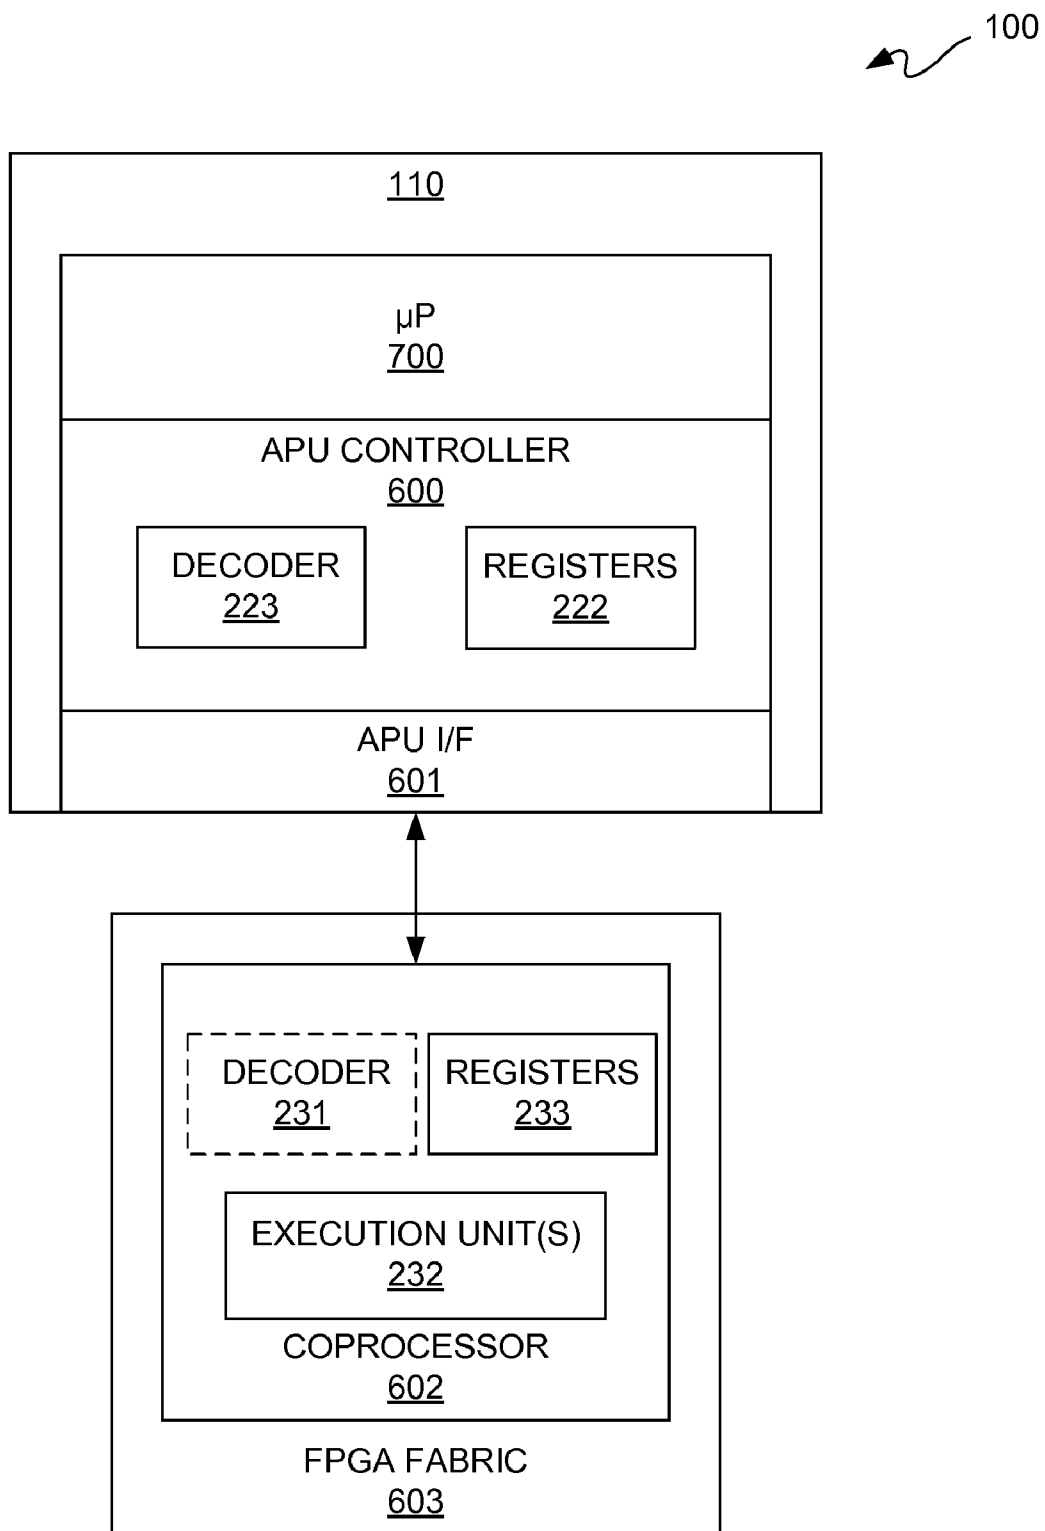 100
110
µP
700
APU CONTROLLER
600
DECODER
223
REGISTERS
222
APU I/F
601
DECODER
231
REGISTERS
233
EXECUTION UNIT(S)
232
COPROCESSOR
602
FPGA FABRIC
603